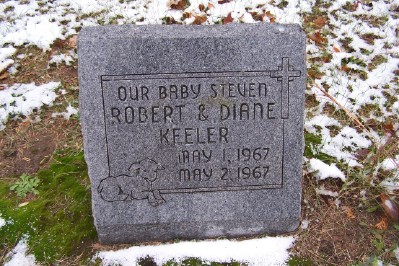 OUR BABY STEVEN
ROBERT & DIANE
KEELER
MAY 1, 1967
MAY 2, 1967